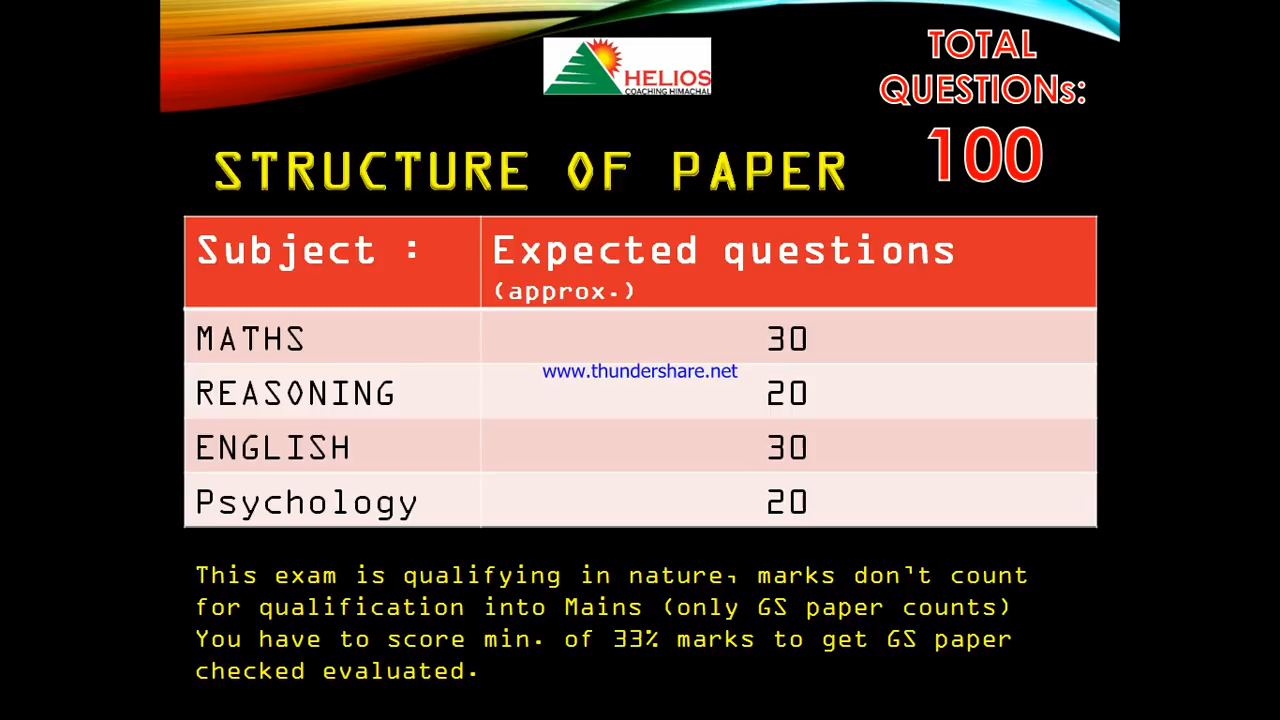 HELIOS
COACHING HIMACHAL
TOTAL
QUESTIONs:
100
STRUCTURE OF PAPER
Subject : Expected questions
(approx.)
MATHS 30
www.thundershare.net
REASONING 20
ENGLISH 30
Psychology 20
This exam is qualifying in nature, marks don't count
for qualification into Mains (only GS paper counts)
You have to score min. of 33% marks to get GS paper
checked evaluated.